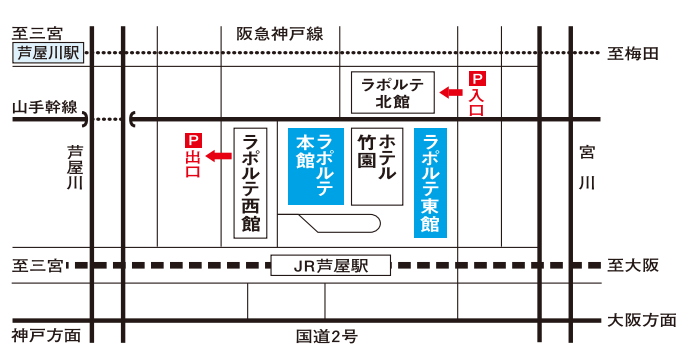 至三宮
阪急神戸線
芦屋川駅
至梅田
ラポルテ
北館
P
入口
山手幹線
P
出口
芦屋川
ラポルテ西館
ラポルテ
本館
ホテル
竹園
ラポルテ東館
宮川
至三宮
JR芦屋駅
至大阪
大阪方面
神戸方面
国道2号